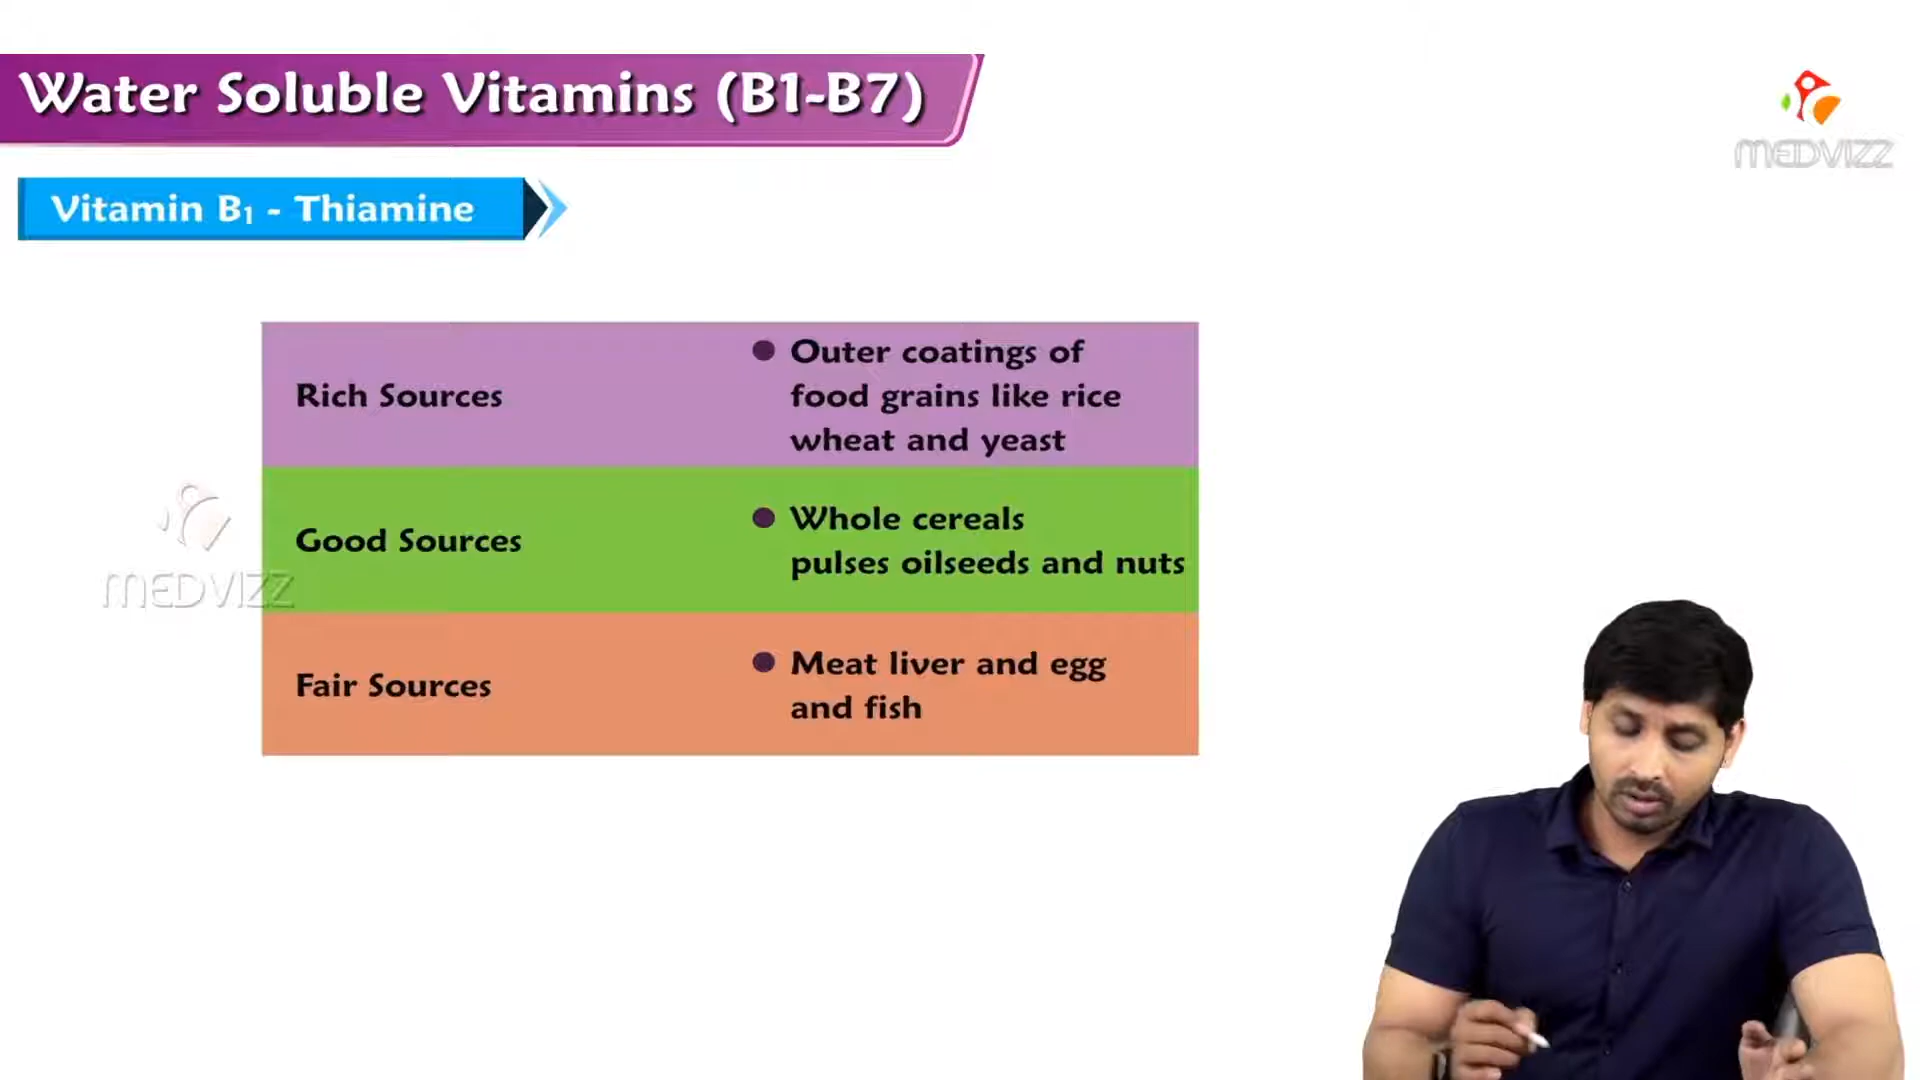 Water Soluble Vitamins (B1-B7)
MEDVIZZ
Vitamin B₁ - Thiamine
Rich Sources
● Outer coatings of
food grains like rice
wheat and yeast
Good Sources
● Whole cereals
pulses oilseeds and nuts
MEDVIZZ
Fair Sources
● Meat liver and egg
and fish